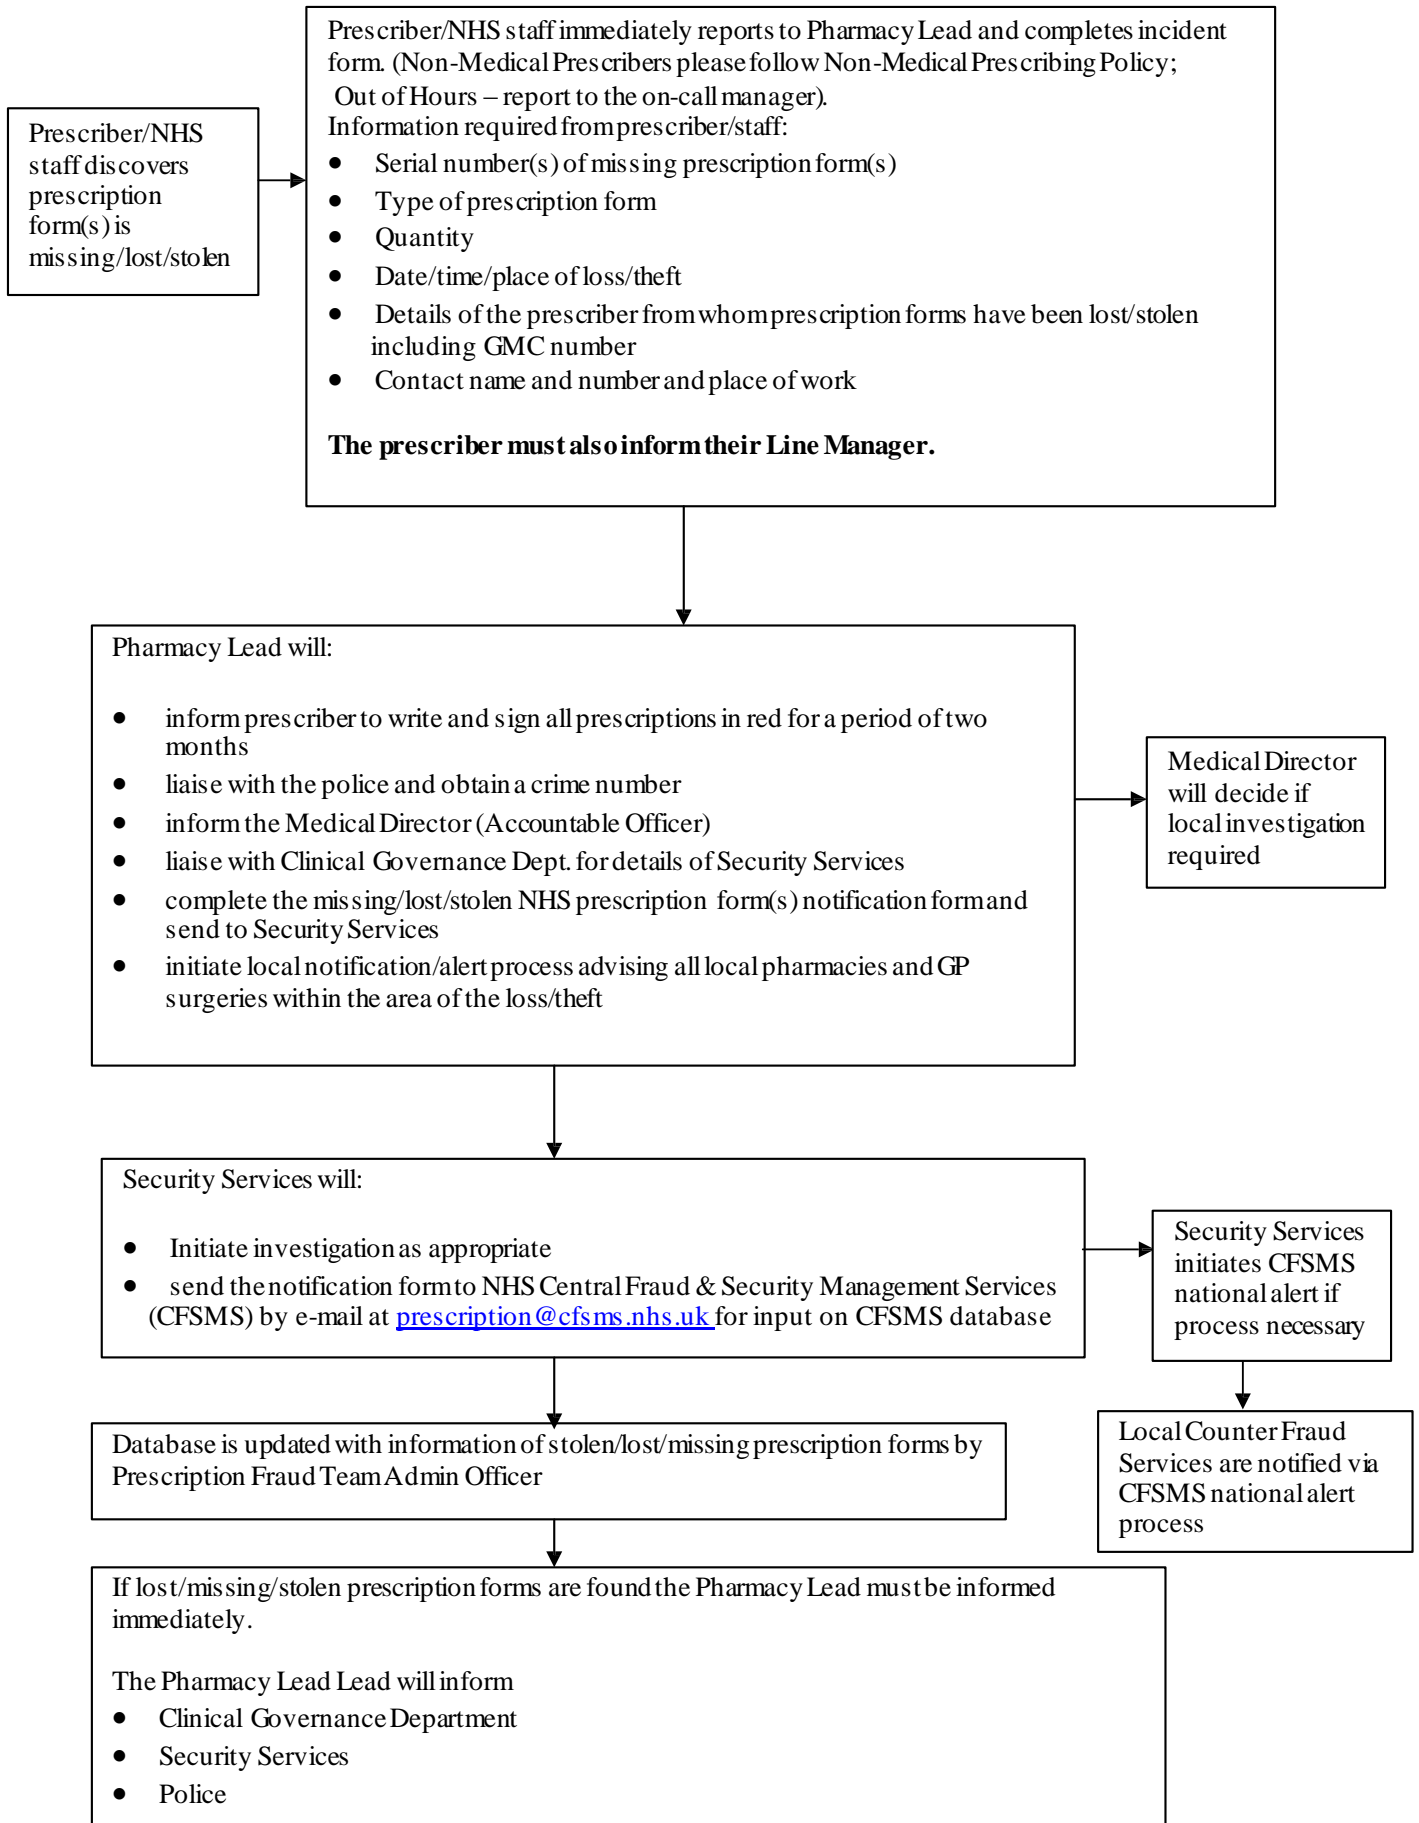 Prescriber/NHS
staff discovers
prescription
form(s) is
missing/lost/stolen
Prescriber/NHS staff immediately reports to Pharmacy Lead and completes incident
form. (Non-Medical Prescribers please follow Non-Medical Prescribing Policy;
Out of Hours – report to the on-call manager).
Information required from prescriber/staff:
• Serial number(s) of missing prescription form(s)
• Type of prescription form
• Quantity
• Date/time/place of loss/theft
• Details of the prescriber from whom prescription forms have been lost/stolen
including GMC number
• Contact name and number and place of work
The prescriber must also inform their Line Manager.
Pharmacy Lead will:
• inform prescriber to write and sign all prescriptions in red for a period of two
months
• liaise with the police and obtain a crime number
• inform the Medical Director (Accountable Officer)
• liaise with Clinical Governance Dept. for details of Security Services
• complete the missing/lost/stolen NHS prescription form(s) notification form and
send to Security Services
• initiate local notification/alert process advising all local pharmacies and GP
surgeries within the area of the loss/theft
Medical Director
will decide if
local investigation
required
Security Services will:
• Initiate investigation as appropriate
• send the notification form to NHS Central Fraud & Security Management Services
(CFSMS) by e-mail at prescription@cfsms.nhs.uk for input on CFSMS database
Security Services
initiates CFSMS
national alert if
process necessary
Local Counter Fraud
Services are notified via
CFSMS national alert
process
Database is updated with information of stolen/lost/missing prescription forms by
Prescription Fraud Team Admin Officer
If lost/missing/stolen prescription forms are found the Pharmacy Lead must be informed
immediately.
The Pharmacy Lead Lead will inform
• Clinical Governance Department
• Security Services
• Police